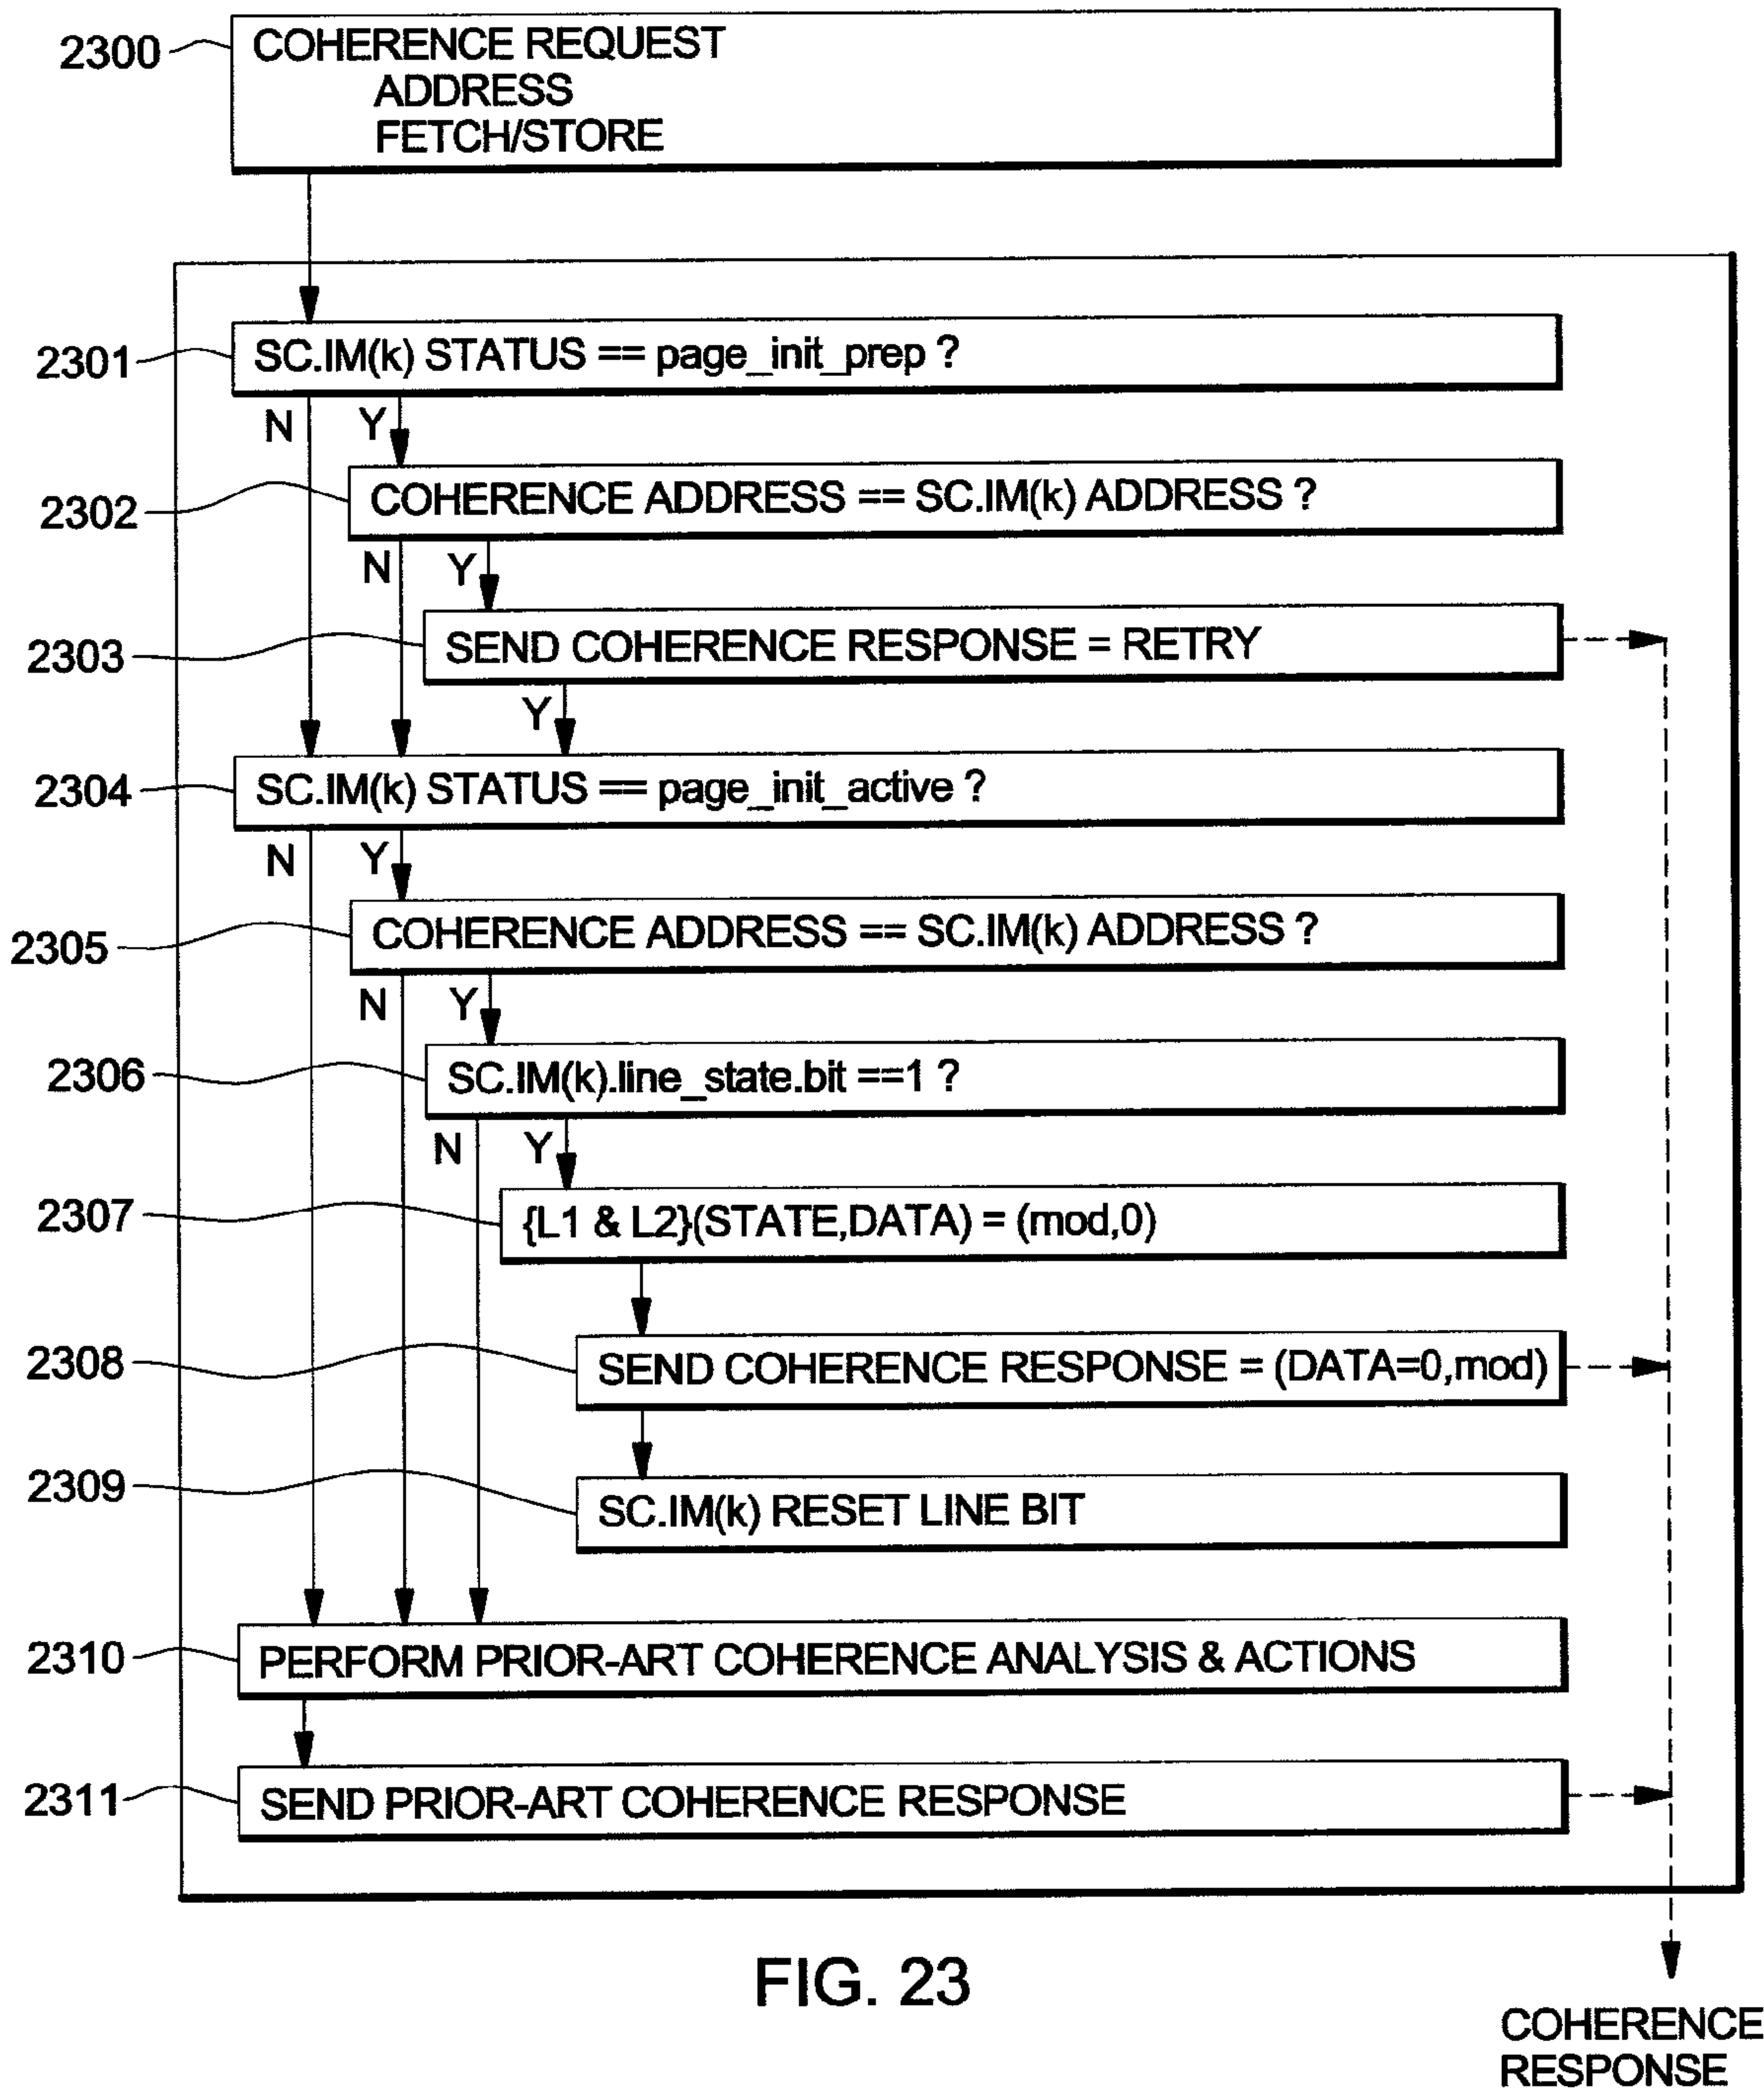 2300
COHERENCE REQUEST
ADDRESS
FETCH/STORE
2301
SC.IM(k) STATUS == page_init_prep ?
N Y
2302
COHERENCE ADDRESS == SC.IM(k) ADDRESS ?
N Y
2303
SEND COHERENCE RESPONSE = RETRY
Y
2304
SC.IM(k) STATUS == page_init_active ?
N Y
2305
COHERENCE ADDRESS == SC.IM(k) ADDRESS ?
N Y
2306
SC.IM(k).line_state.bit ==1 ?
N Y
2307
{L1 & L2}(STATE,DATA) = (mod,0)
2308
SEND COHERENCE RESPONSE = (DATA=0,mod)
2309
SC.IM(k) RESET LINE BIT
2310
PERFORM PRIOR-ART COHERENCE ANALYSIS & ACTIONS
2311
SEND PRIOR-ART COHERENCE RESPONSE
FIG. 23
COHERENCE
RESPONSE